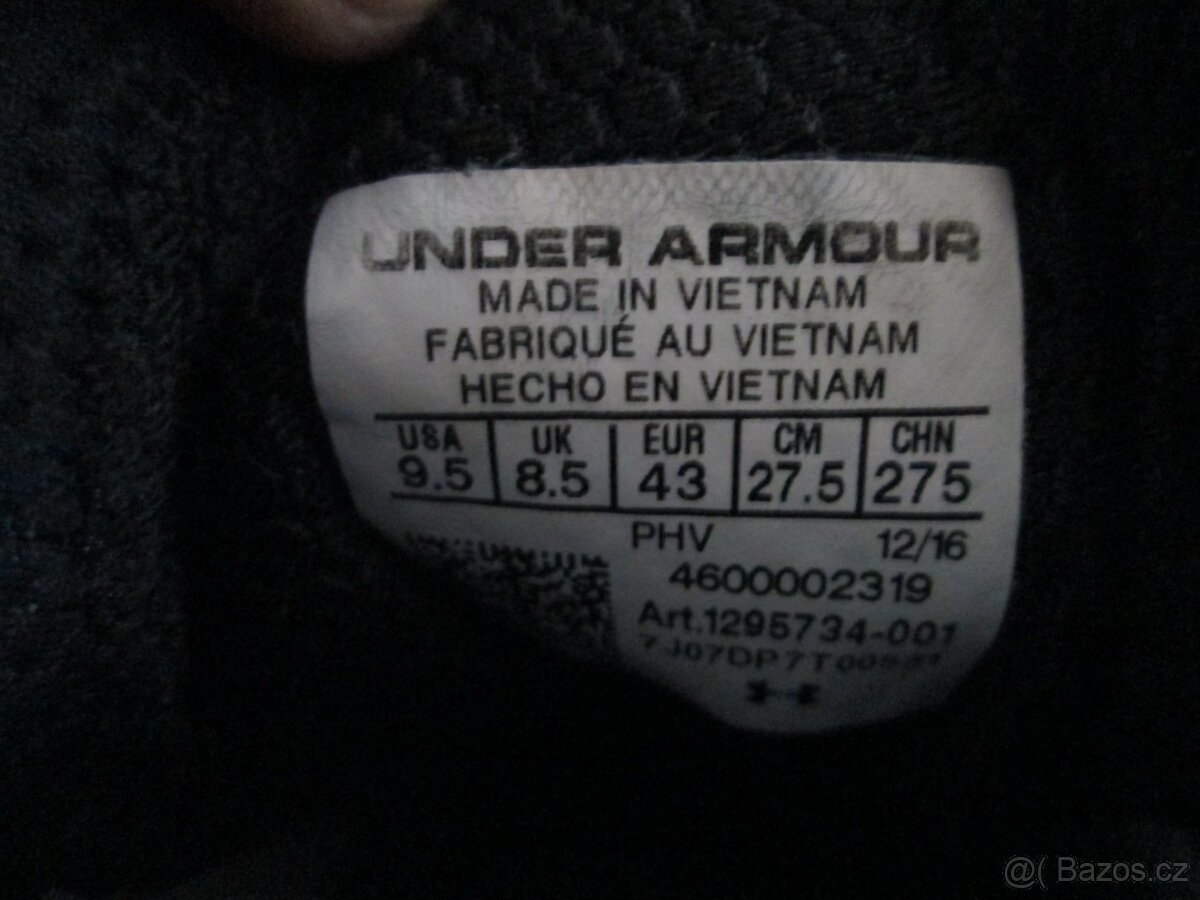 UNDER ARMOUR
MADE IN VIETNAM
FABRIQUÉ AU VIETNAM
HECHO EN VIETNAM
USA UK EUR CM CHN
9.5 8.5 43 27.5 275
PHV 12/16
4600002319
Art.1295734-001
@( Bazos.cz